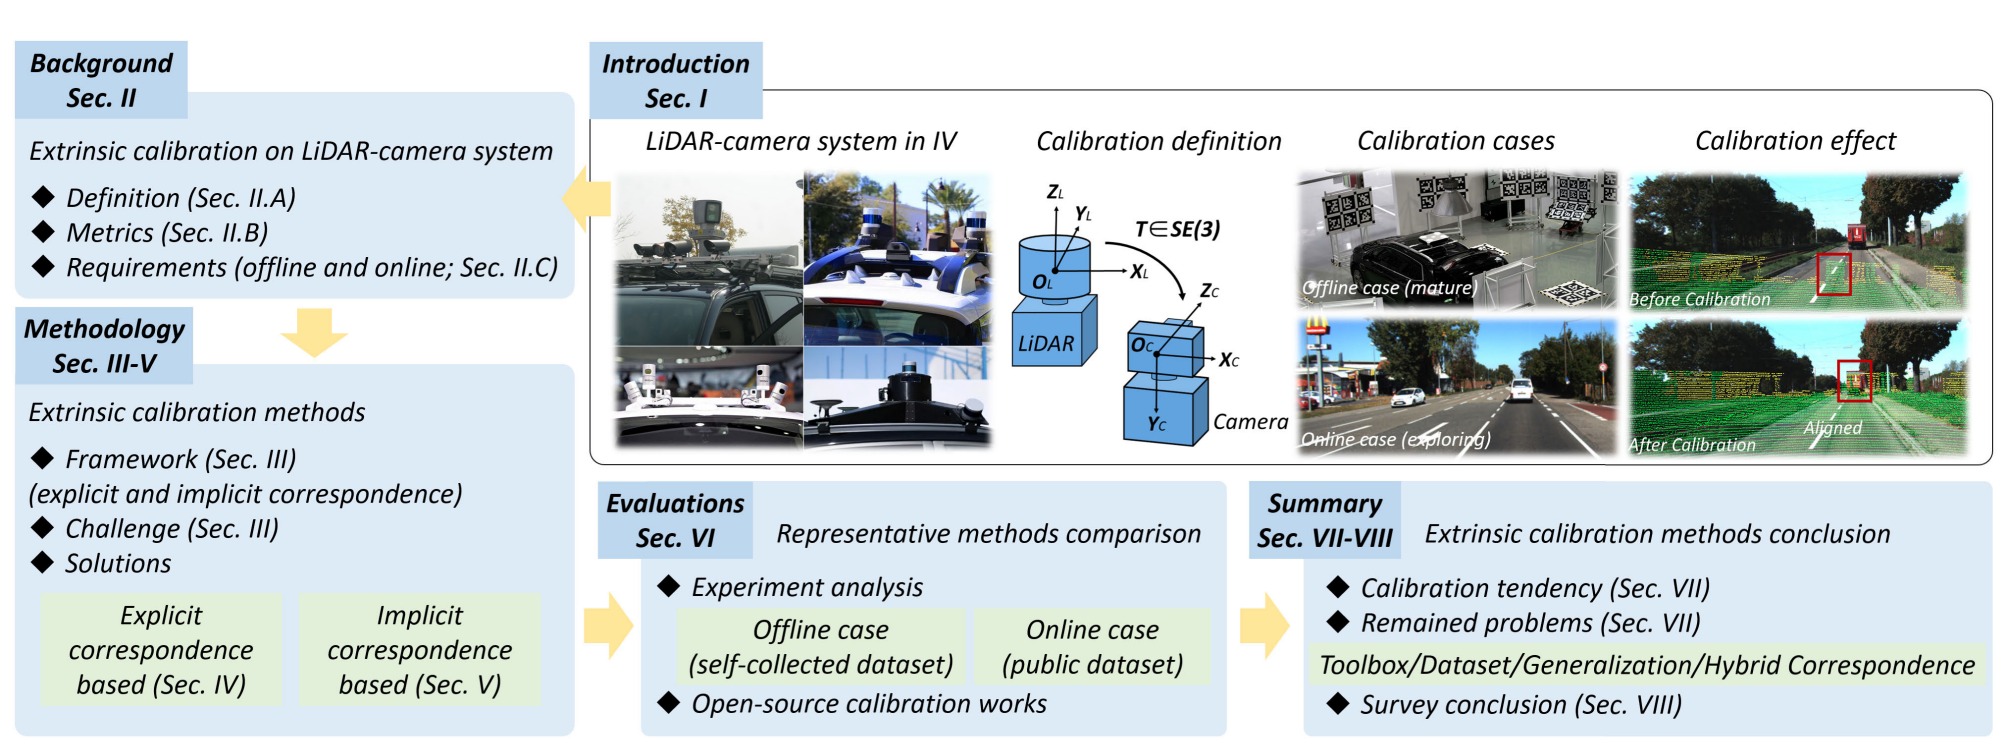 Background
Sec. II
Extrinsic calibration on LiDAR-camera system
◆ Definition (Sec. II.A)
◆ Metrics (Sec. II.B)
◆ Requirements (offline and online; Sec. II.C)
Introduction
Sec. I
LiDAR-camera system in IV
Calibration definition
Z_L
Y_L
X_L
O_L
LiDAR
T∈SE(3)
Z_C
O_C
X_C
Y_C
Camera
Calibration cases
Offline case (mature)
Online case (exploring)
Calibration effect
Before Calibration
Aligned
After Calibration
Methodology
Sec. III-V
Extrinsic calibration methods
◆ Framework (Sec. III)
(explicit and implicit correspondence)
◆ Challenge (Sec. III)
◆ Solutions
Explicit
correspondence
based (Sec. IV)
Implicit
correspondence
based (Sec. V)
Evaluations
Sec. VI
Representative methods comparison
◆ Experiment analysis
Offline case
(self-collected dataset)
Online case
(public dataset)
◆ Open-source calibration works
Summary
Sec. VII-VIII
Extrinsic calibration methods conclusion
◆ Calibration tendency (Sec. VII)
◆ Remained problems (Sec. VII)
Toolbox/Dataset/Generalization/Hybrid Correspondence
◆ Survey conclusion (Sec. VIII)